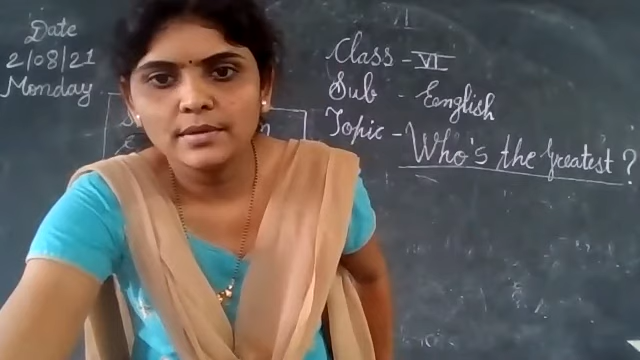 Date
2/08/21
Monday
Class - VI
Sub - English
Topic - Who's the Greatest?